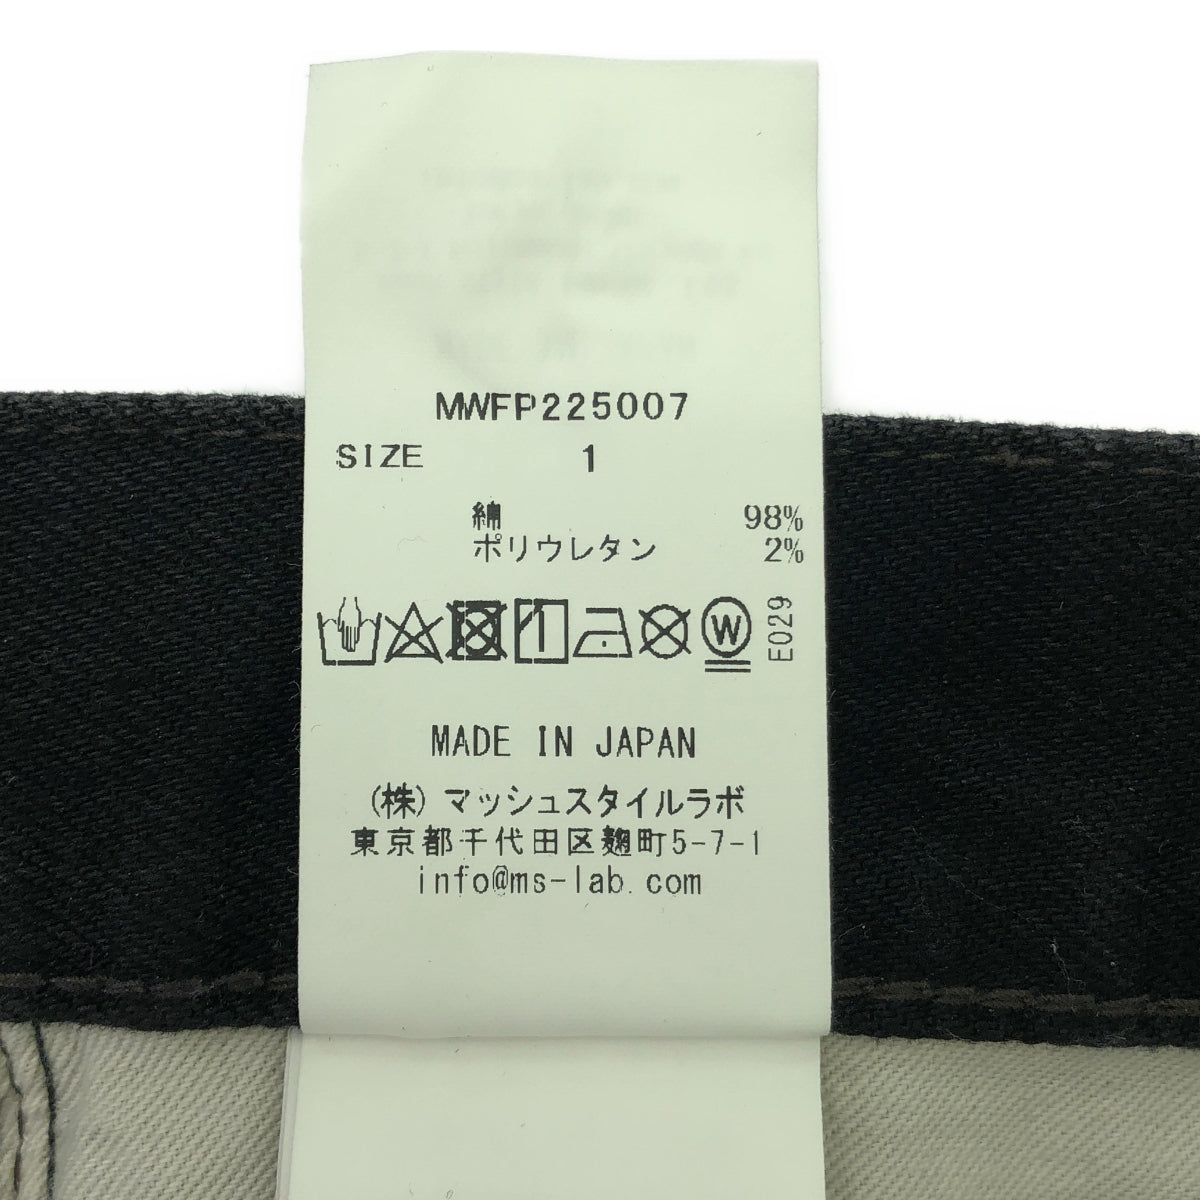 MWFP225007
SIZE 1
綿 98%
ポリウレタン 2%
W E029
MADE IN JAPAN
(株) マッシュスタイルラボ
東京都千代田区麹町5-7-1
info@ms-lab.com